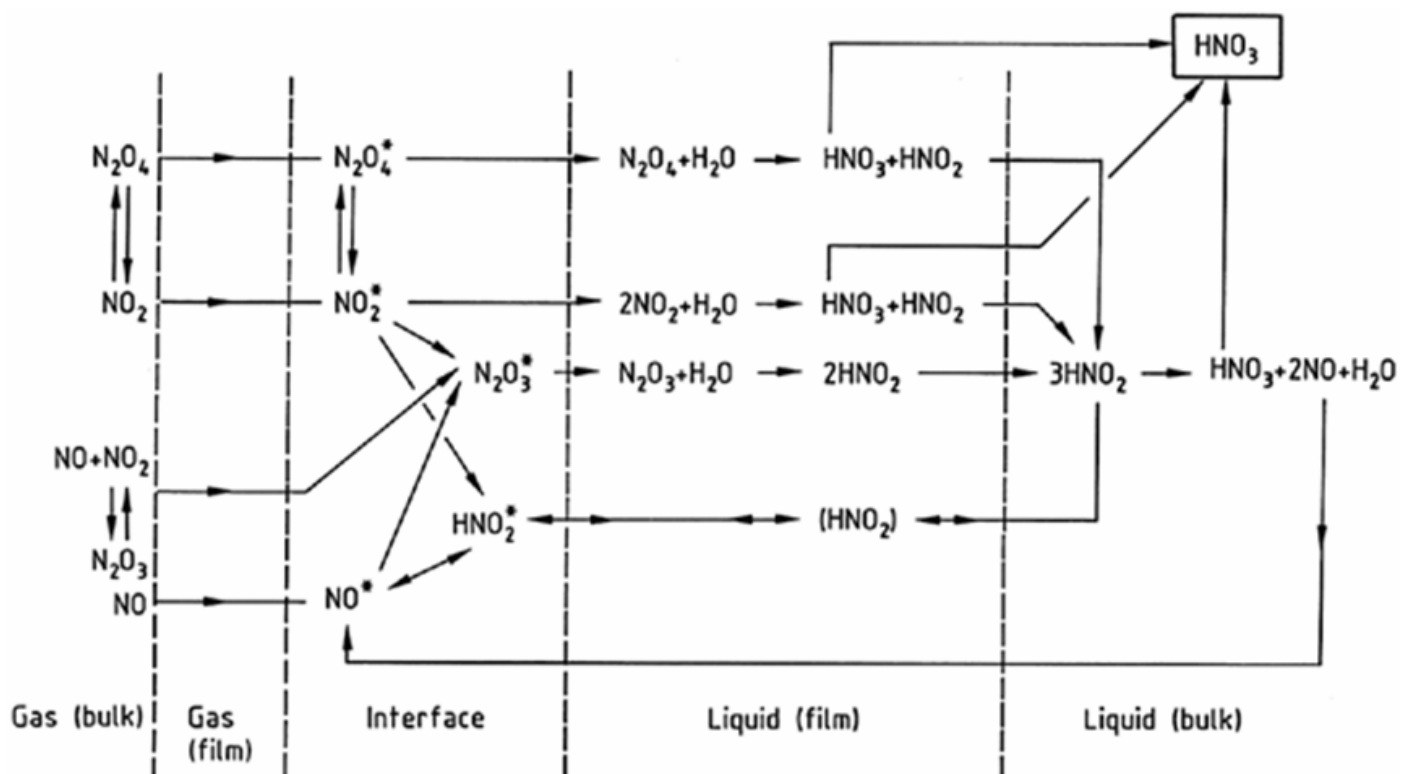 HNO₃
N₂O₄ N₂O₄* N₂O₄+H₂O HNO₃+HNO₂
NO₂ NO₂* 2NO₂+H₂O HNO₃+HNO₂
N₂O₃* N₂O₃+H₂O 2HNO₂ 3HNO₂ HNO₃+2NO+H₂O
NO+NO₂
HNO₂* (HNO₂)
N₂O₃
NO NO*
Gas (bulk) Gas Interface Liquid (film) Liquid (bulk)
(film)